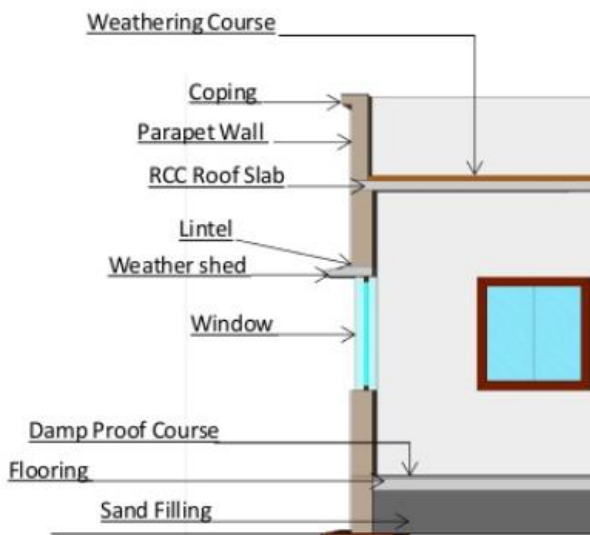 Weathering Course
Coping
Parapet Wall
RCC Roof Slab
Lintel
Weather shed
Window
Damp Proof Course
Flooring
Sand Filling